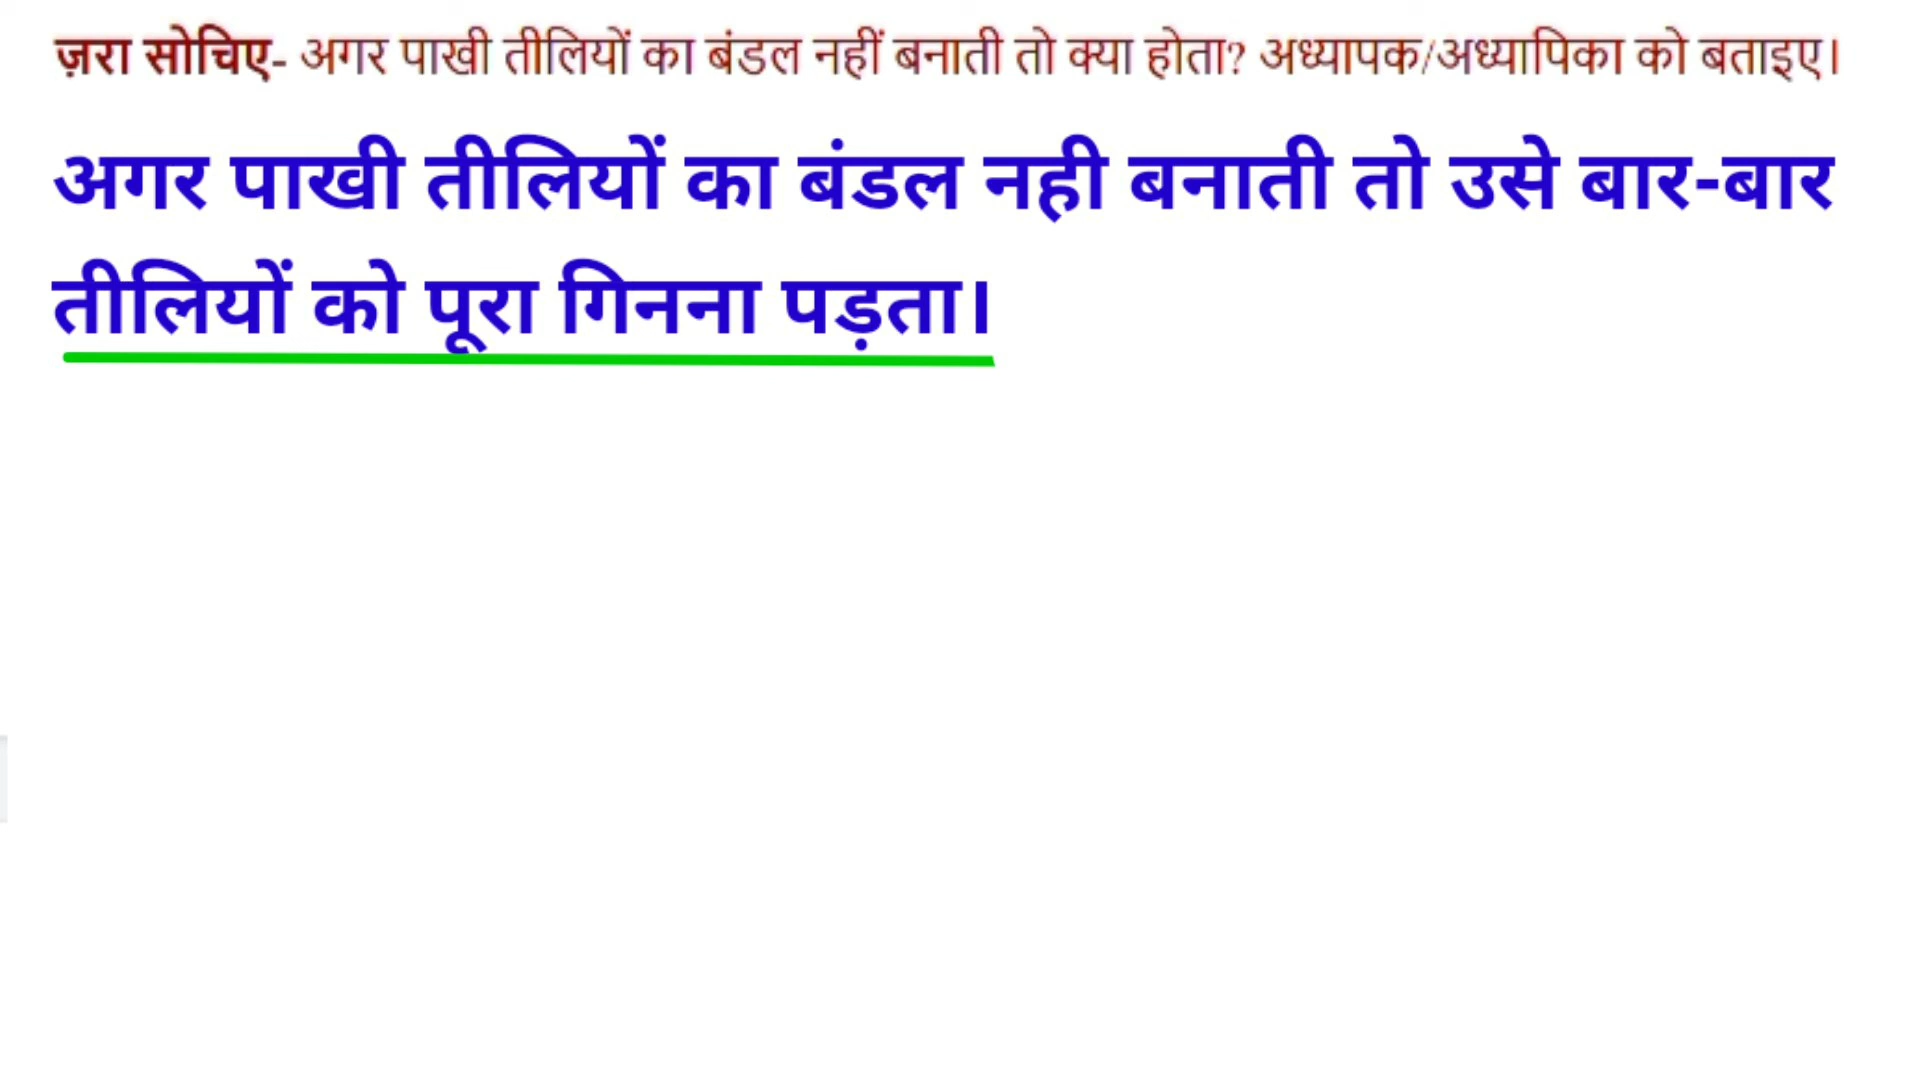 ज़रा सोचिए- अगर पाखी तीलियों का बंडल नहीं बनाती तो क्या होता? अध्यापक/अध्यापिका को बताइए।
अगर पाखी तीलियों का बंडल नही बनाती तो उसे बार-बार
तीलियों को पूरा गिनना पड़ता।